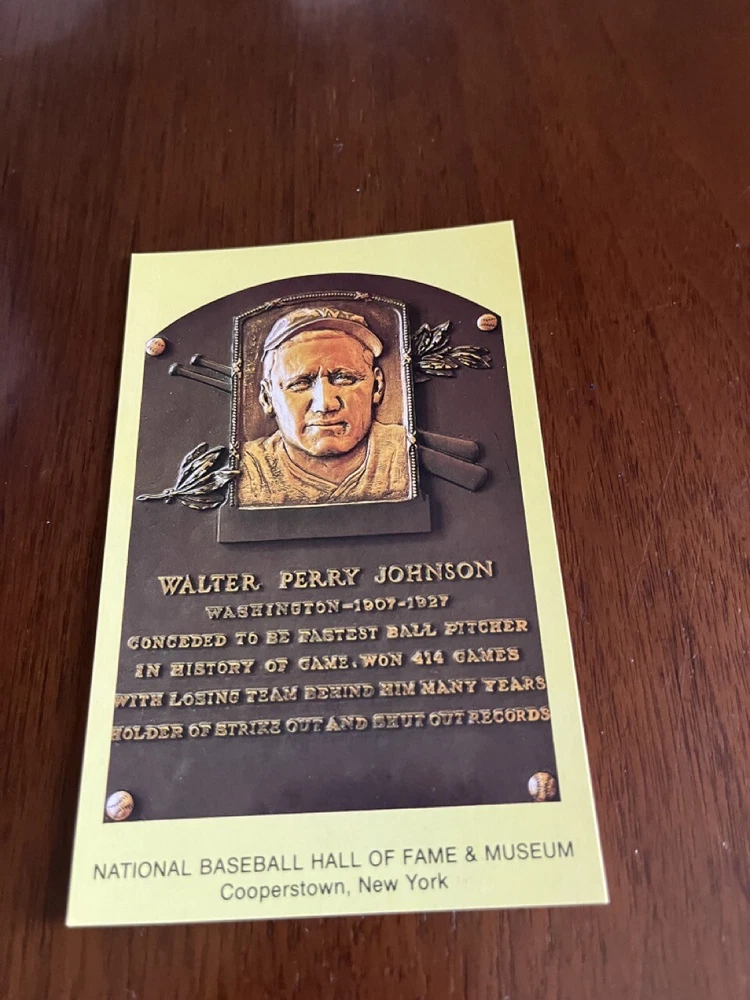 WALTER PERRY JOHNSON
WASHINGTON-1907-1927
CONCEDED TO BE FASTEST BALL PITCHER
IN HISTORY OF GAME. WON 414 GAMES
WITH LOSING TEAM BEHIND HIM MANY YEARS
HOLDER OF STRIKE OUT AND SHUT OUT RECORDS
NATIONAL BASEBALL HALL OF FAME & MUSEUM
Cooperstown, New York